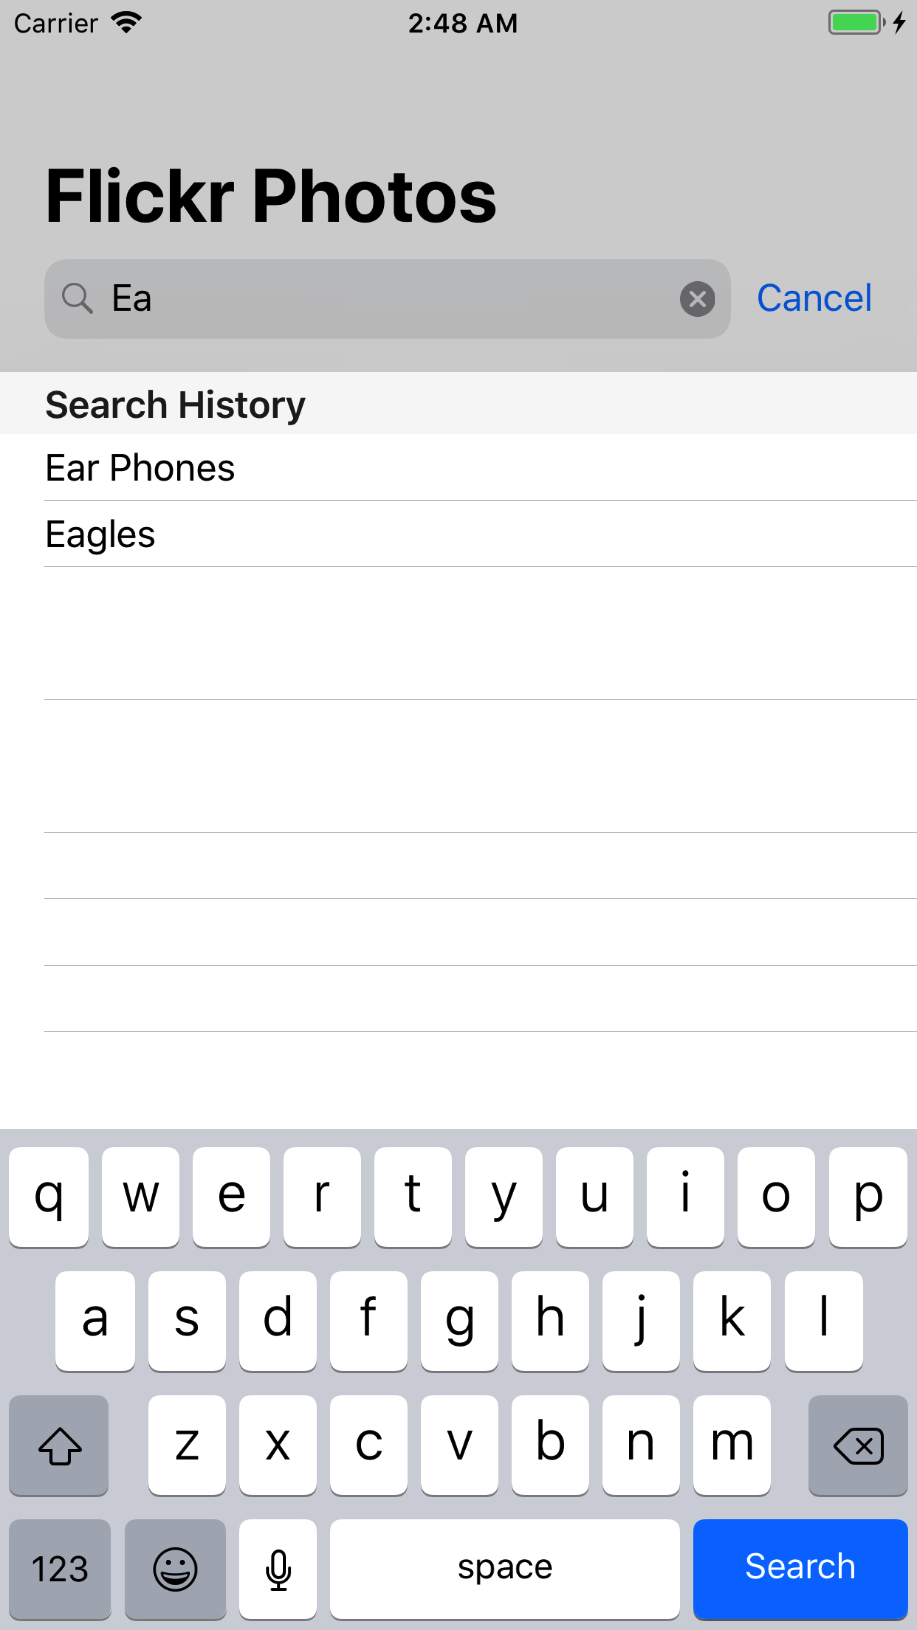 Carrier 2:48 AM
Flickr Photos
Ea Cancel
Search History
Ear Phones
Eagles
q w e r t y u i o p
a s d f g h j k l
z x c v b n m
123 space Search